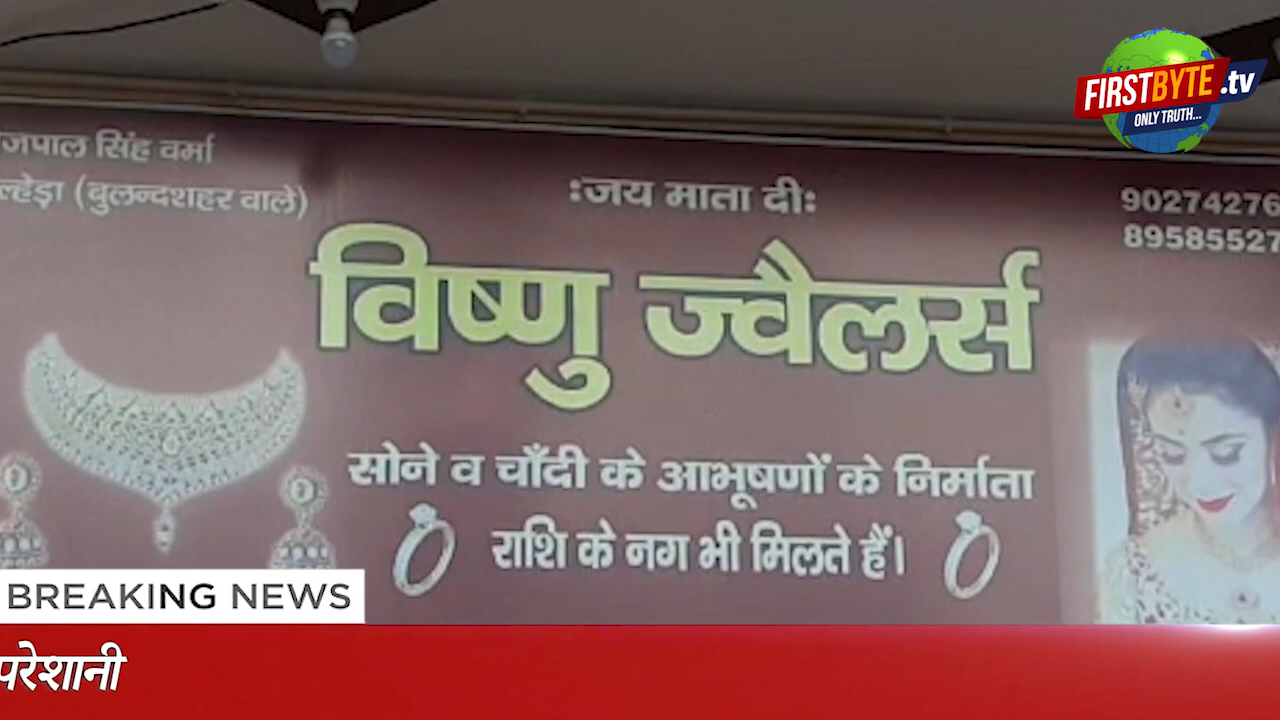 FIRSTBYTE.tv
ONLY TRUTH...
जपाल सिंह वर्मा
ल्हेड़ा (बुलन्दशहर वाले)
:जय माता दी:
90274276
89585527
विष्णु ज्वैलर्स
सोने व चाँदी के आभूषणों के निर्माता
राशि के नग भी मिलते हैं।
BREAKING NEWS
परेशानी